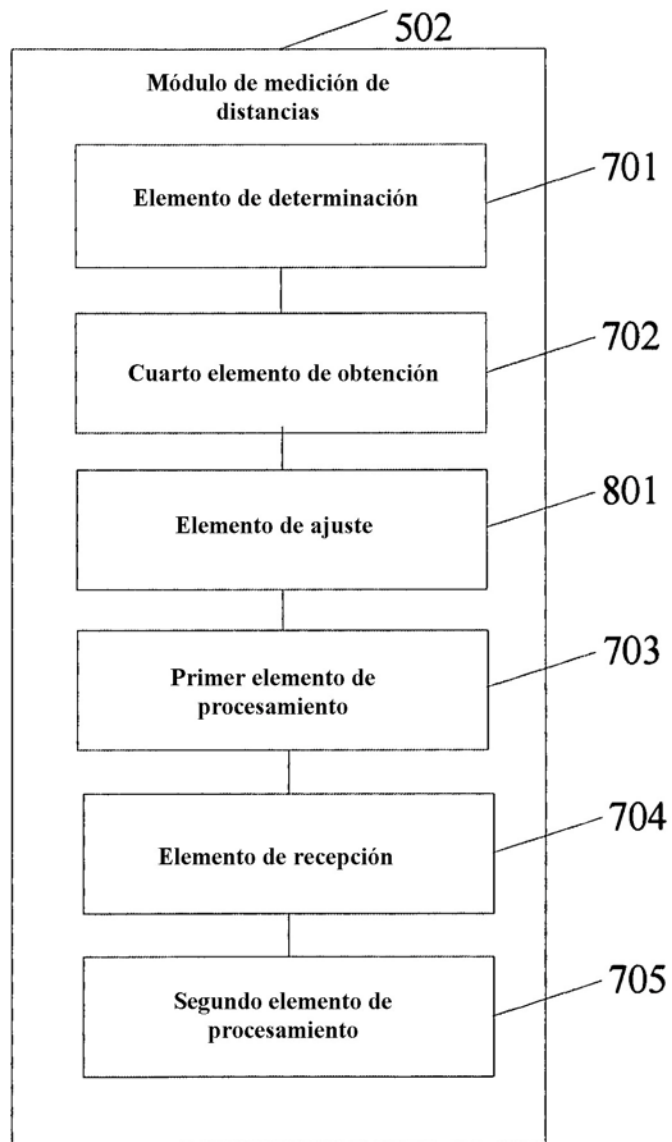 502
Módulo de medición de
distancias
701
Elemento de determinación
702
Cuarto elemento de obtención
801
Elemento de ajuste
703
Primer elemento de
procesamiento
704
Elemento de recepción
705
Segundo elemento de
procesamiento